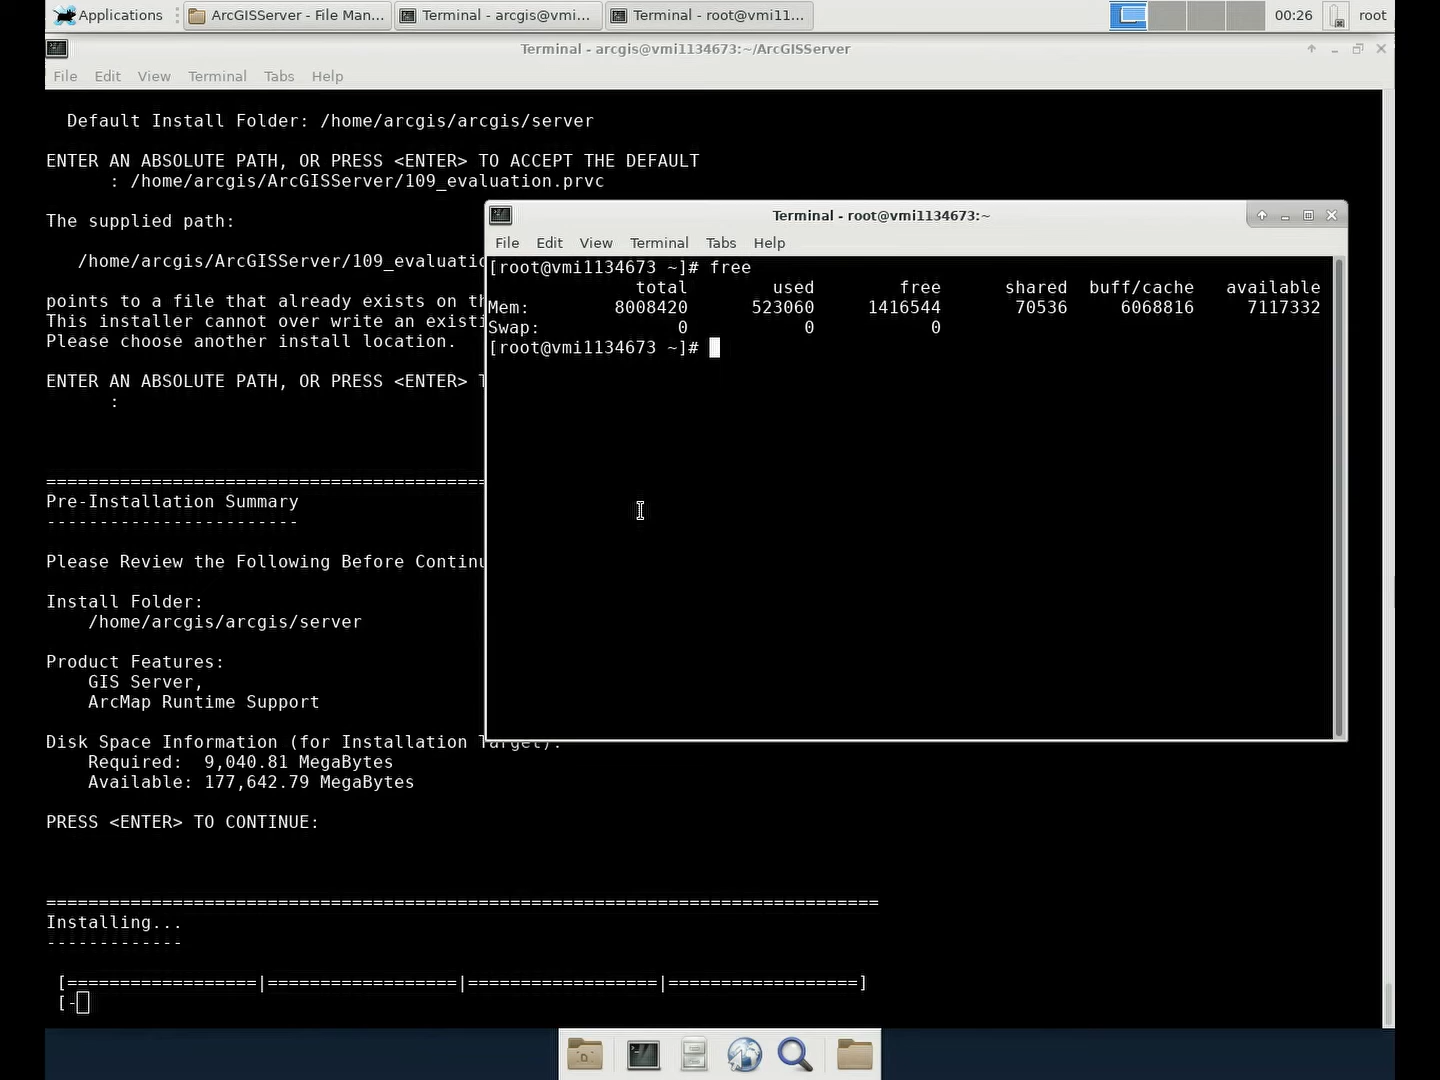 Applications
ArcGISServer - File Man...
Terminal - arcgis@vmi...
Terminal - root@vmi11...
00:26
root
Terminal - arcgis@vmi1134673:~/ArcGISServer
File Edit View Terminal Tabs Help
Default Install Folder: /home/arcgis/arcgis/server
ENTER AN ABSOLUTE PATH, OR PRESS <ENTER> TO ACCEPT THE DEFAULT
: /home/arcgis/ArcGISServer/109_evaluation.prvc
The supplied path:
/home/arcgis/ArcGISServer/109_evaluatio
points to a file that already exists on th
This installer cannot over write an existi
Please choose another install location.
ENTER AN ABSOLUTE PATH, OR PRESS <ENTER> T
:
===========================================
Pre-Installation Summary
------------------------
Please Review the Following Before Continu
Install Folder:
/home/arcgis/arcgis/server
Product Features:
GIS Server,
ArcMap Runtime Support
Disk Space Information (for Installation Target):
Required: 9,040.81 MegaBytes
Available: 177,642.79 MegaBytes
PRESS <ENTER> TO CONTINUE:
===============================================================================
Installing...
-------------
[==================|==================|==================|==================]
[-
Terminal - root@vmi1134673:~
File Edit View Terminal Tabs Help
[root@vmi1134673 ~]# free
total used free shared buff/cache available
Mem: 8008420 523060 1416544 70536 6068816 7117332
Swap: 0 0 0
[root@vmi1134673 ~]#